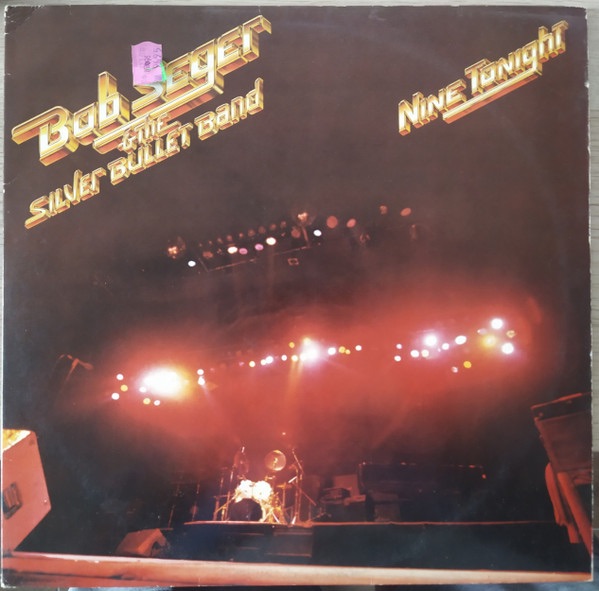 Bob Seger
& THE
SILVER BULLET Band
NINE TONIGHT